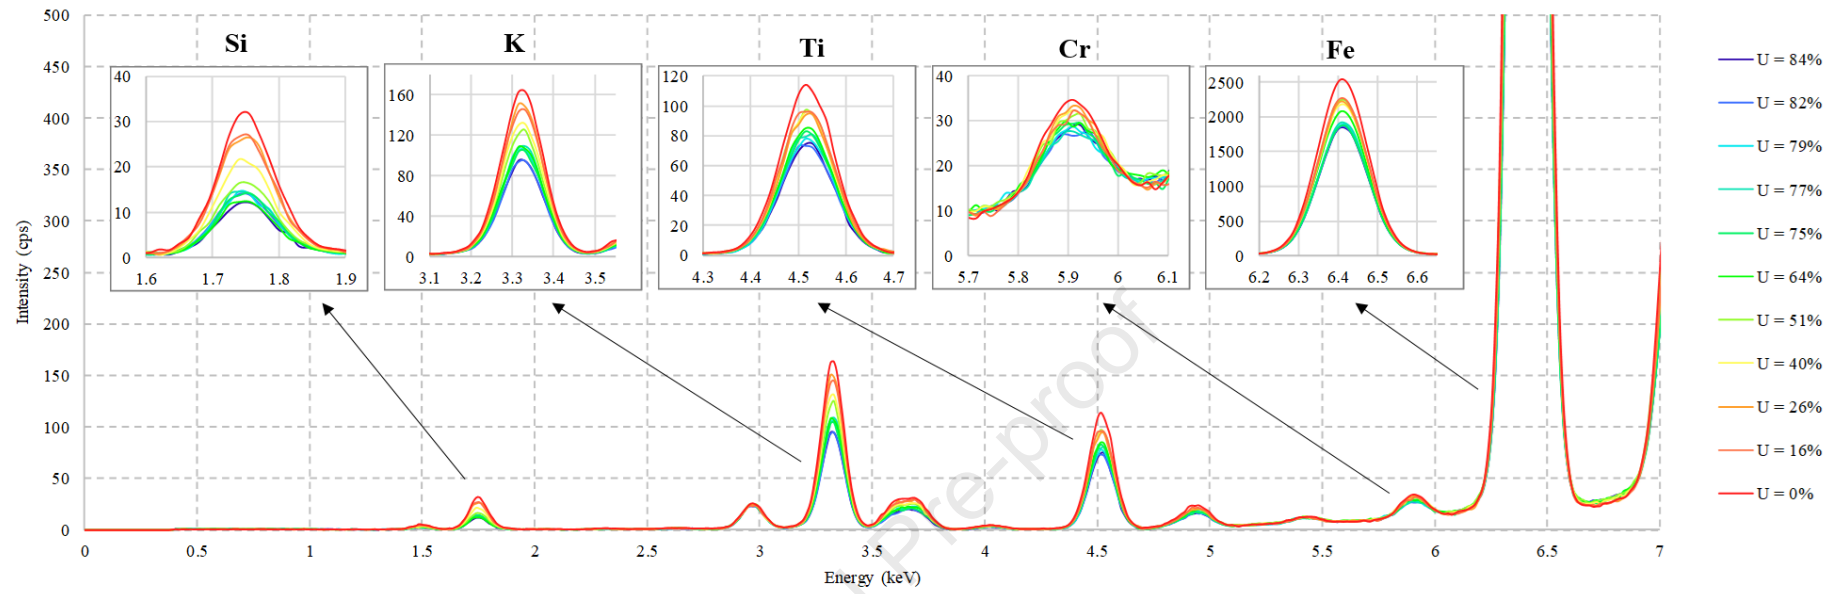 Si
K
Ti
Cr
Fe
500
450
400
350
300
250
200
150
100
50
0
Intensity (cps)
40
30
20
10
0
1.6 1.7 1.8 1.9
160
120
80
40
0
3.1 3.2 3.3 3.4 3.5
120
100
80
60
40
20
0
4.3 4.4 4.5 4.6 4.7
40
30
20
10
0
5.7 5.8 5.9 6 6.1
2500
2000
1500
1000
500
0
6.2 6.3 6.4 6.5 6.6
0 0.5 1 1.5 2 2.5 3 3.5 4 4.5 5 5.5 6 6.5 7
Energy (keV)
U = 84%
U = 82%
U = 79%
U = 77%
U = 75%
U = 64%
U = 51%
U = 40%
U = 26%
U = 16%
U = 0%
Pre-proof